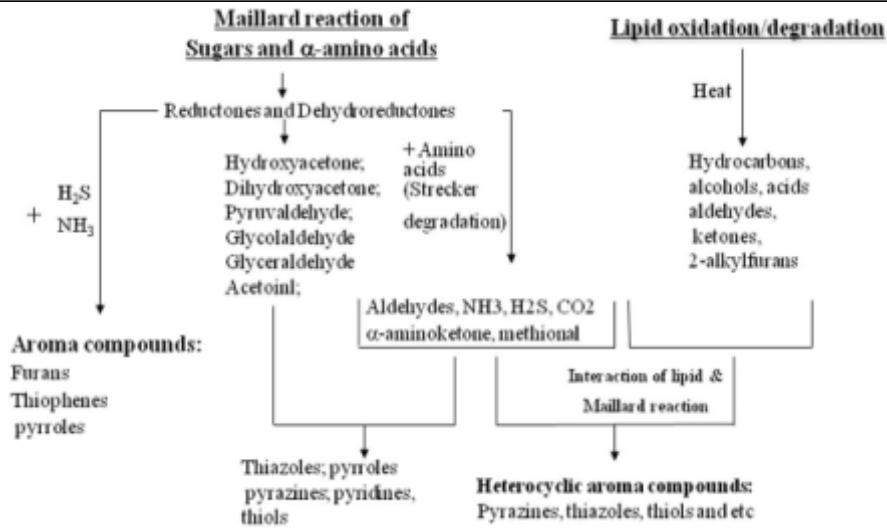 Maillard reaction of
Sugars and α-amino acids
Lipid oxidation/degradation
Reductones and Dehydroreductones
Heat
+
H₂S
NH₃
Hydroxyacetone;
Dihydroxyacetone;
Pyruvaldehyde;
Glycolaldehyde
Glyceraldehyde
Acetoinl;
+ Amino
acids
(Strecker
degradation)
Hydrocarbons,
alcohols, acids
aldehydes,
ketones,
2-alkylfurans
Aldehydes, NH3, H2S, CO2
α-aminoketone, methional
Aroma compounds:
Furans
Thiophenes
pyrroles
Interaction of lipid &
Maillard reaction
Thiazoles; pyrroles
pyrazines; pyridines,
thiols
Heterocyclic aroma compounds:
Pyrazines, thiazoles, thiols and etc